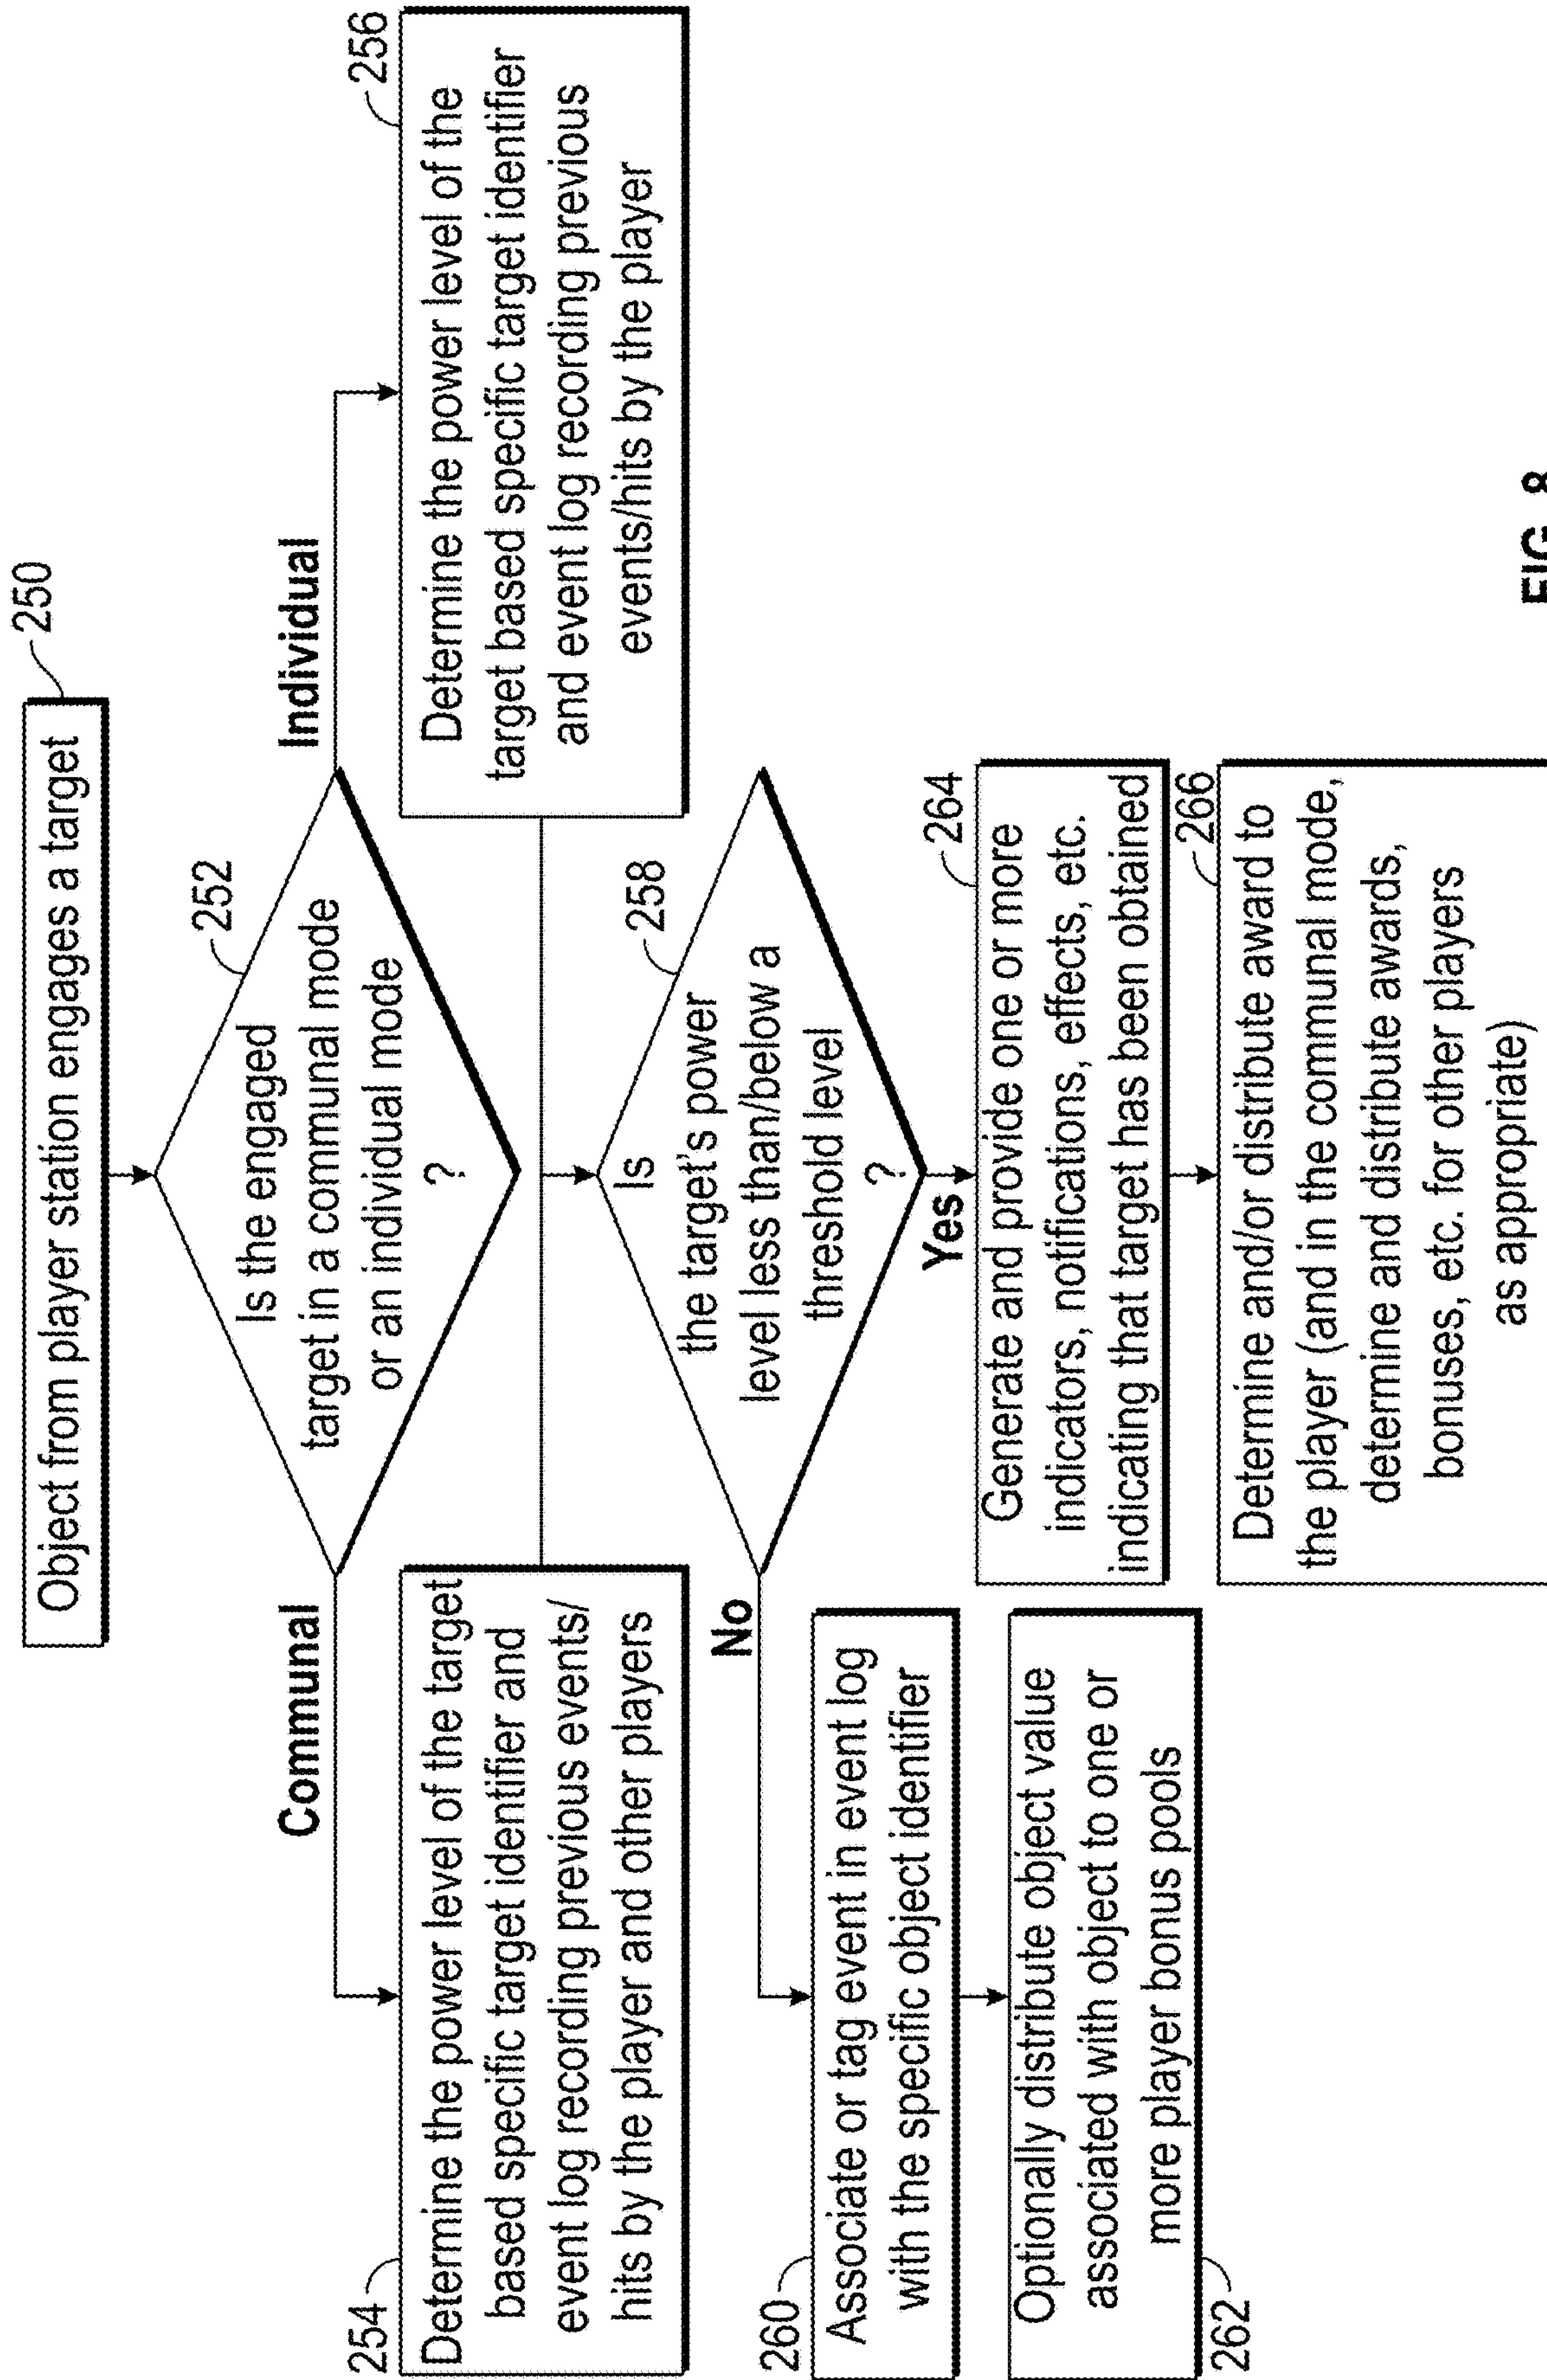 250
Object from player station engages a target
252
Is the engaged
target in a communal mode
or an individual mode
?
Communal
Individual
254
Determine the power level of the target
based specific target identifier and
event log recording previous events/
hits by the player and other players
256
Determine the power level of the
target based specific target identifier
and event log recording previous
events/hits by the player
258
Is
the target's power
level less than/below a
threshold level
?
No
Yes
260
Associate or tag event in event log
with the specific object identifier
Optionally distribute object value
associated with object to one or
more player bonus pools
262
264
Generate and provide one or more
indicators, notifications, effects, etc.
indicating that target has been obtained
266
Determine and/or distribute award to
the player (and in the communal mode,
determine and distribute awards,
bonuses, etc. for other players
as appropriate)
FIG. 8